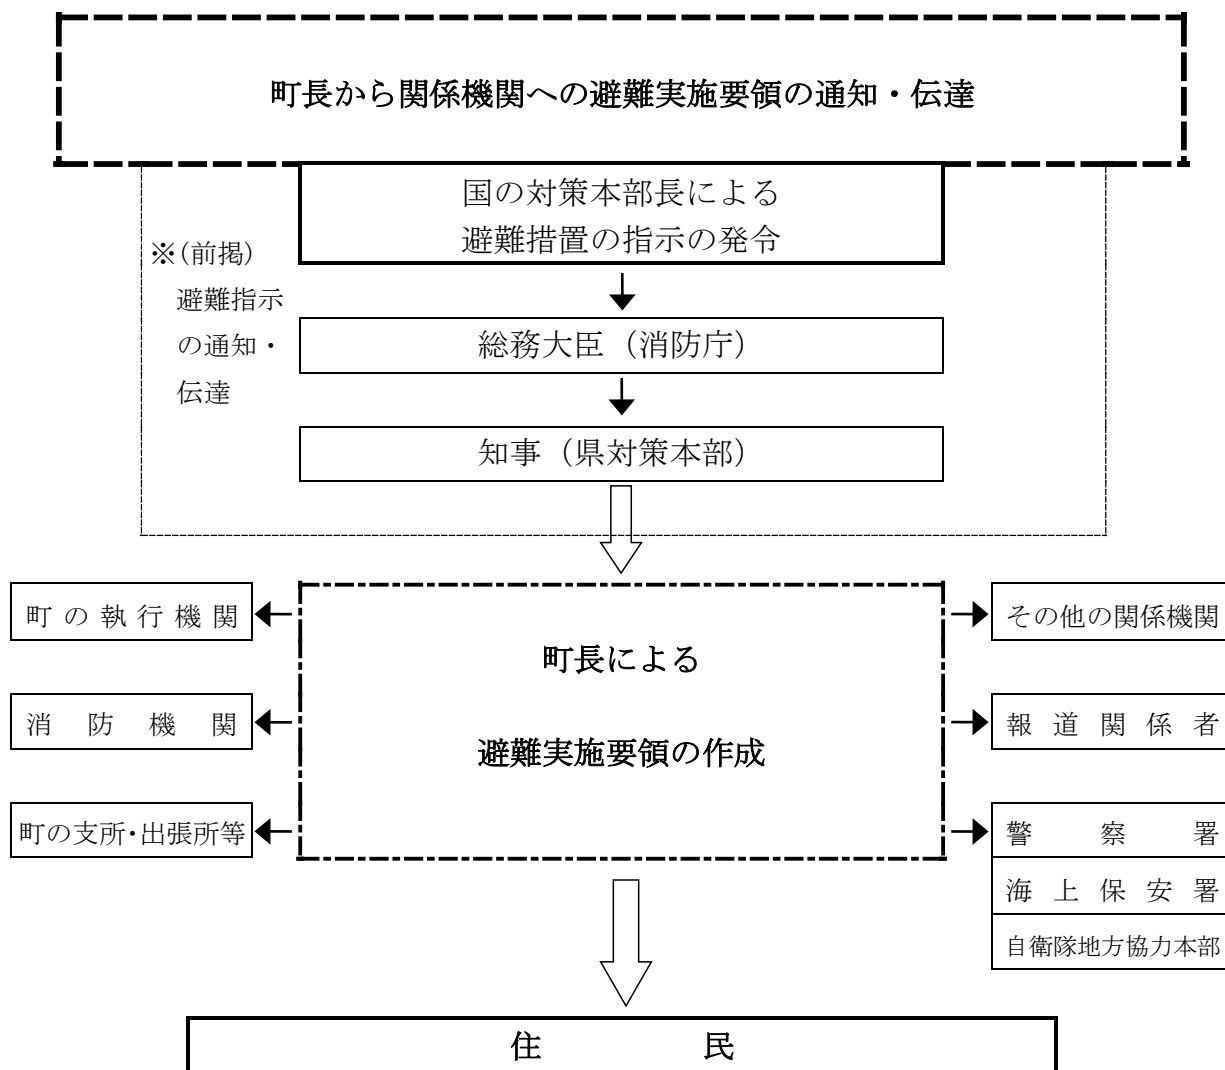 町長から関係機関への避難実施要領の通知・伝達
国の対策本部長による
避難措置の指示の発令
※(前掲)
避難指示
の通知・
伝達
総務大臣（消防庁）
知事（県対策本部）
町の執行機関
消防機関
町の支所・出張所等
町長による
避難実施要領の作成
その他の関係機関
報道関係者
警察署
海上保安署
自衛隊地方協力本部
住民